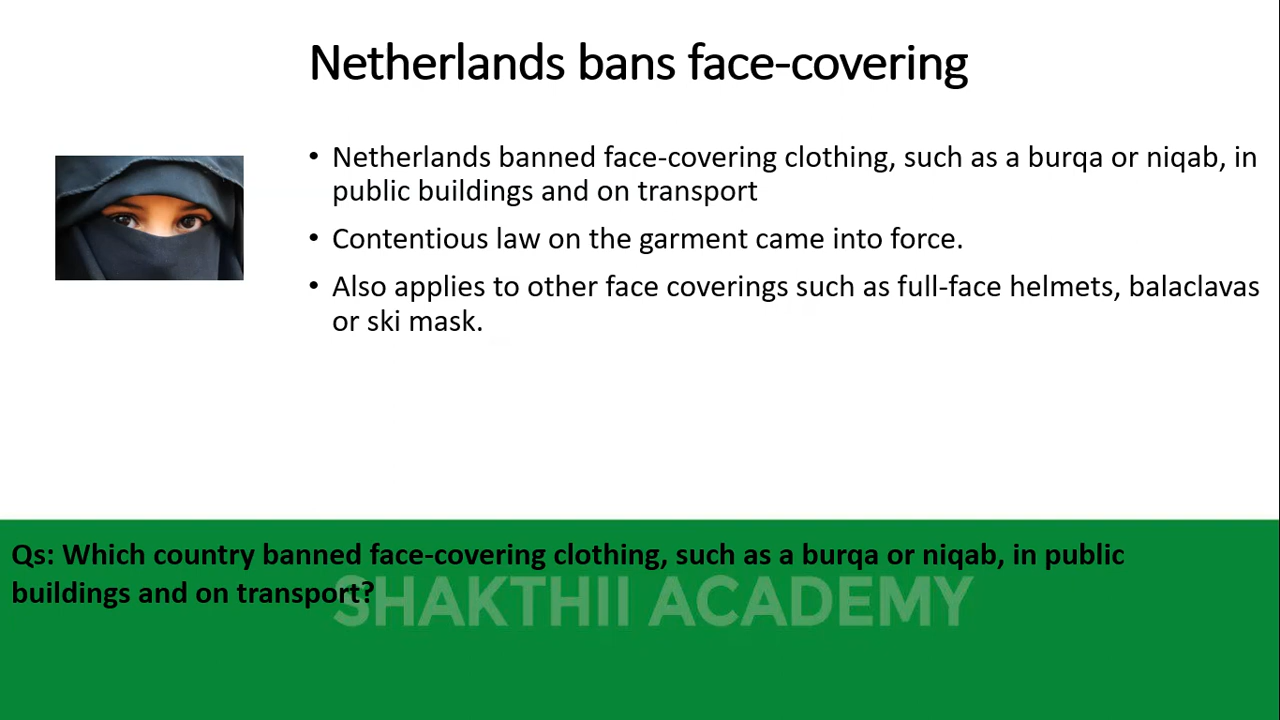 Netherlands bans face-covering
• Netherlands banned face-covering clothing, such as a burqa or niqab, in
public buildings and on transport
• Contentious law on the garment came into force.
• Also applies to other face coverings such as full-face helmets, balaclavas
or ski mask.
Qs: Which country banned face-covering clothing, such as a burqa or niqab, in public
buildings and on transport?
SHAKTHII ACADEMY